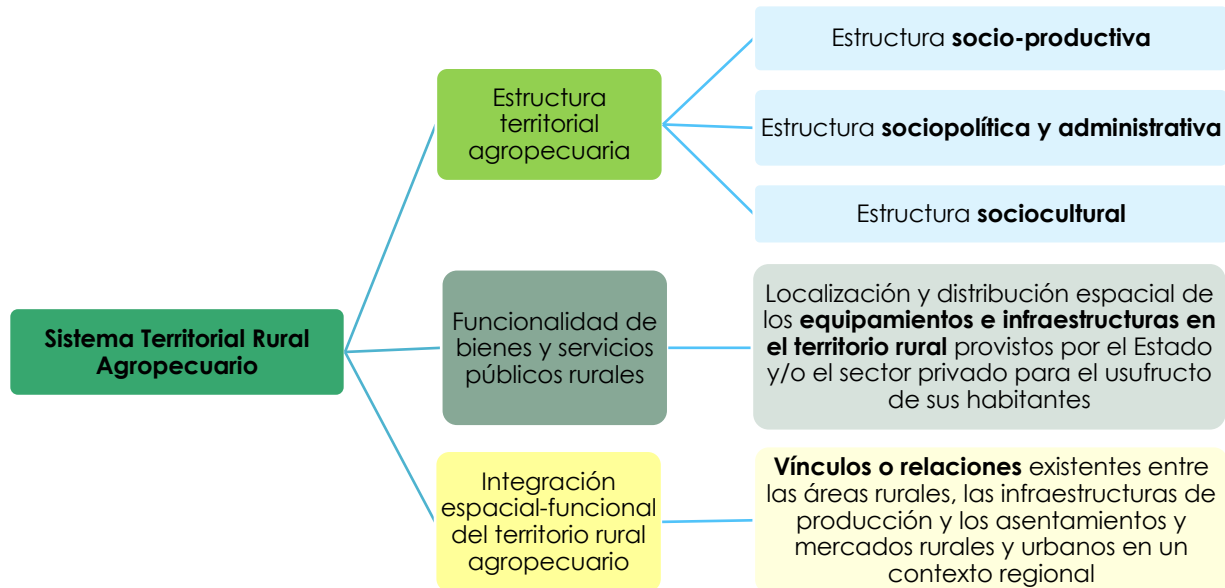 Sistema Territorial Rural
Agropecuario
Estructura
territorial
agropecuaria
Estructura socio-productiva
Estructura sociopolítica y administrativa
Estructura sociocultural
Funcionalidad de
bienes y servicios
públicos rurales
Localización y distribución espacial de
los equipamientos e infraestructuras en
el territorio rural provistos por el Estado
y/o el sector privado para el usufructo
de sus habitantes
Integración
espacial-funcional
del territorio rural
agropecuario
Vínculos o relaciones existentes entre
las áreas rurales, las infraestructuras de
producción y los asentamientos y
mercados rurales y urbanos en un
contexto regional